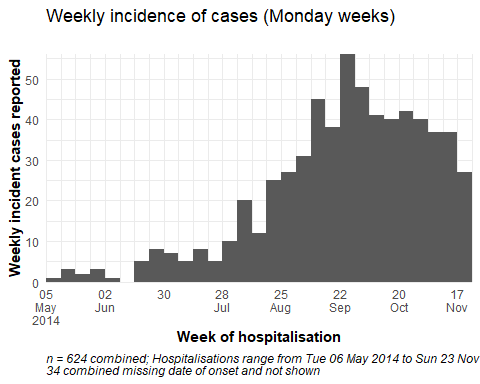 Weekly incidence of cases (Monday weeks)
Weekly incident cases reported
50
40
30
20
10
0
05 02 30 28 25 22 20 17
May Jun Jul Aug Sep Oct Nov
2014
Week of hospitalisation
n = 624 combined; Hospitalisations range from Tue 06 May 2014 to Sun 23 Nov
34 combined missing date of onset and not shown